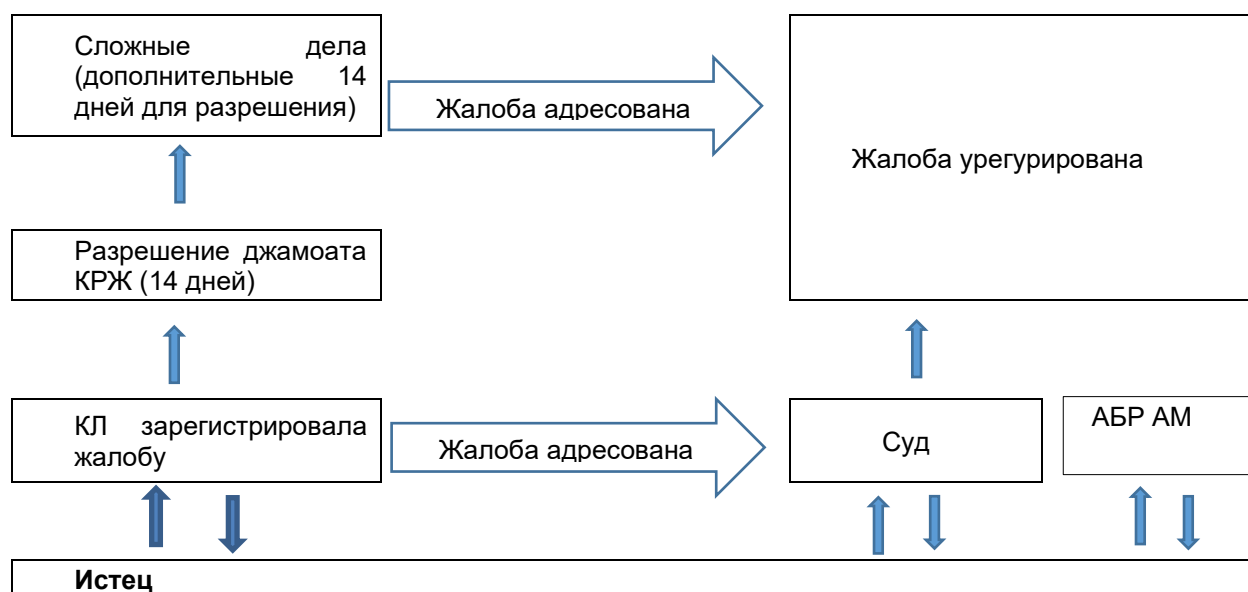 Сложные дела
(дополнительные 14
дней для разрешения)
Жалоба адресована
Жалоба урегурирована
Разрешение джамоата
КРЖ (14 дней)
КЛ зарегистрировала
жалобу
Жалоба адресована
Суд
АБР АМ
Истец